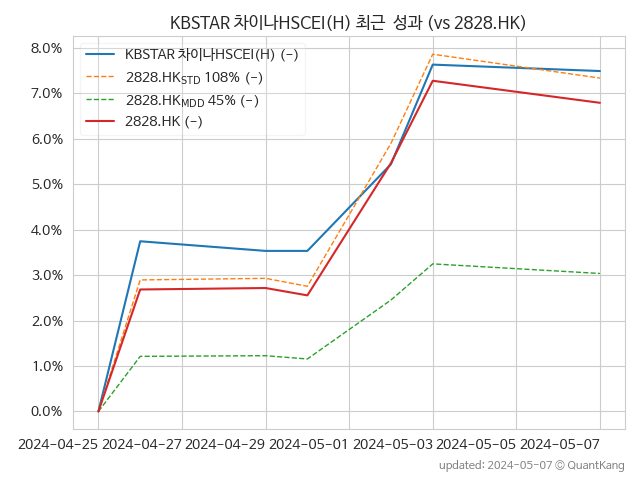 KBSTAR 차이나HSCEI(H) 최근 성과 (vs 2828.HK)
KBSTAR 차이나HSCEI(H) (-)
2828.HK_STD 108% (-)
2828.HK_MDD 45% (-)
2828.HK (-)
8.0%
7.0%
6.0%
5.0%
4.0%
3.0%
2.0%
1.0%
0.0%
2024-04-25 2024-04-27 2024-04-29 2024-05-01 2024-05-03 2024-05-05 2024-05-07
updated: 2024-05-07 © QuantKang